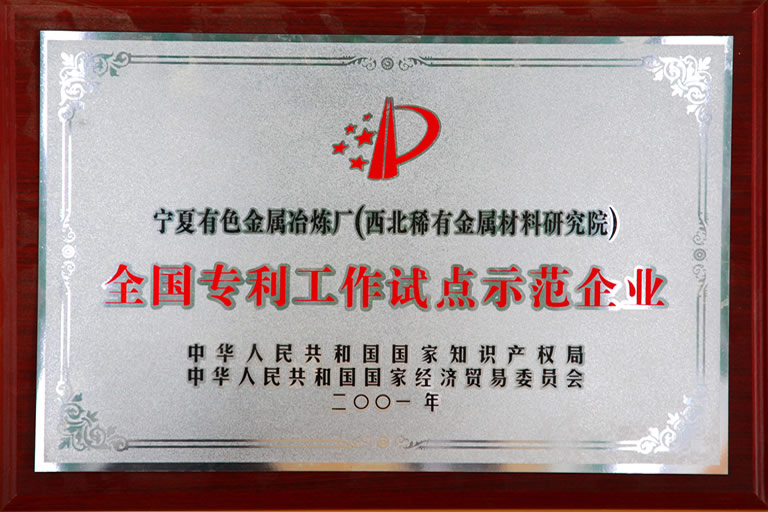 宁夏有色金属冶炼厂(西北稀有金属材料研究院)
全国专利工作试点示范企业
中华人民共和国国家知识产权局
中华人民共和国国家经济贸易委员会
二〇〇一年